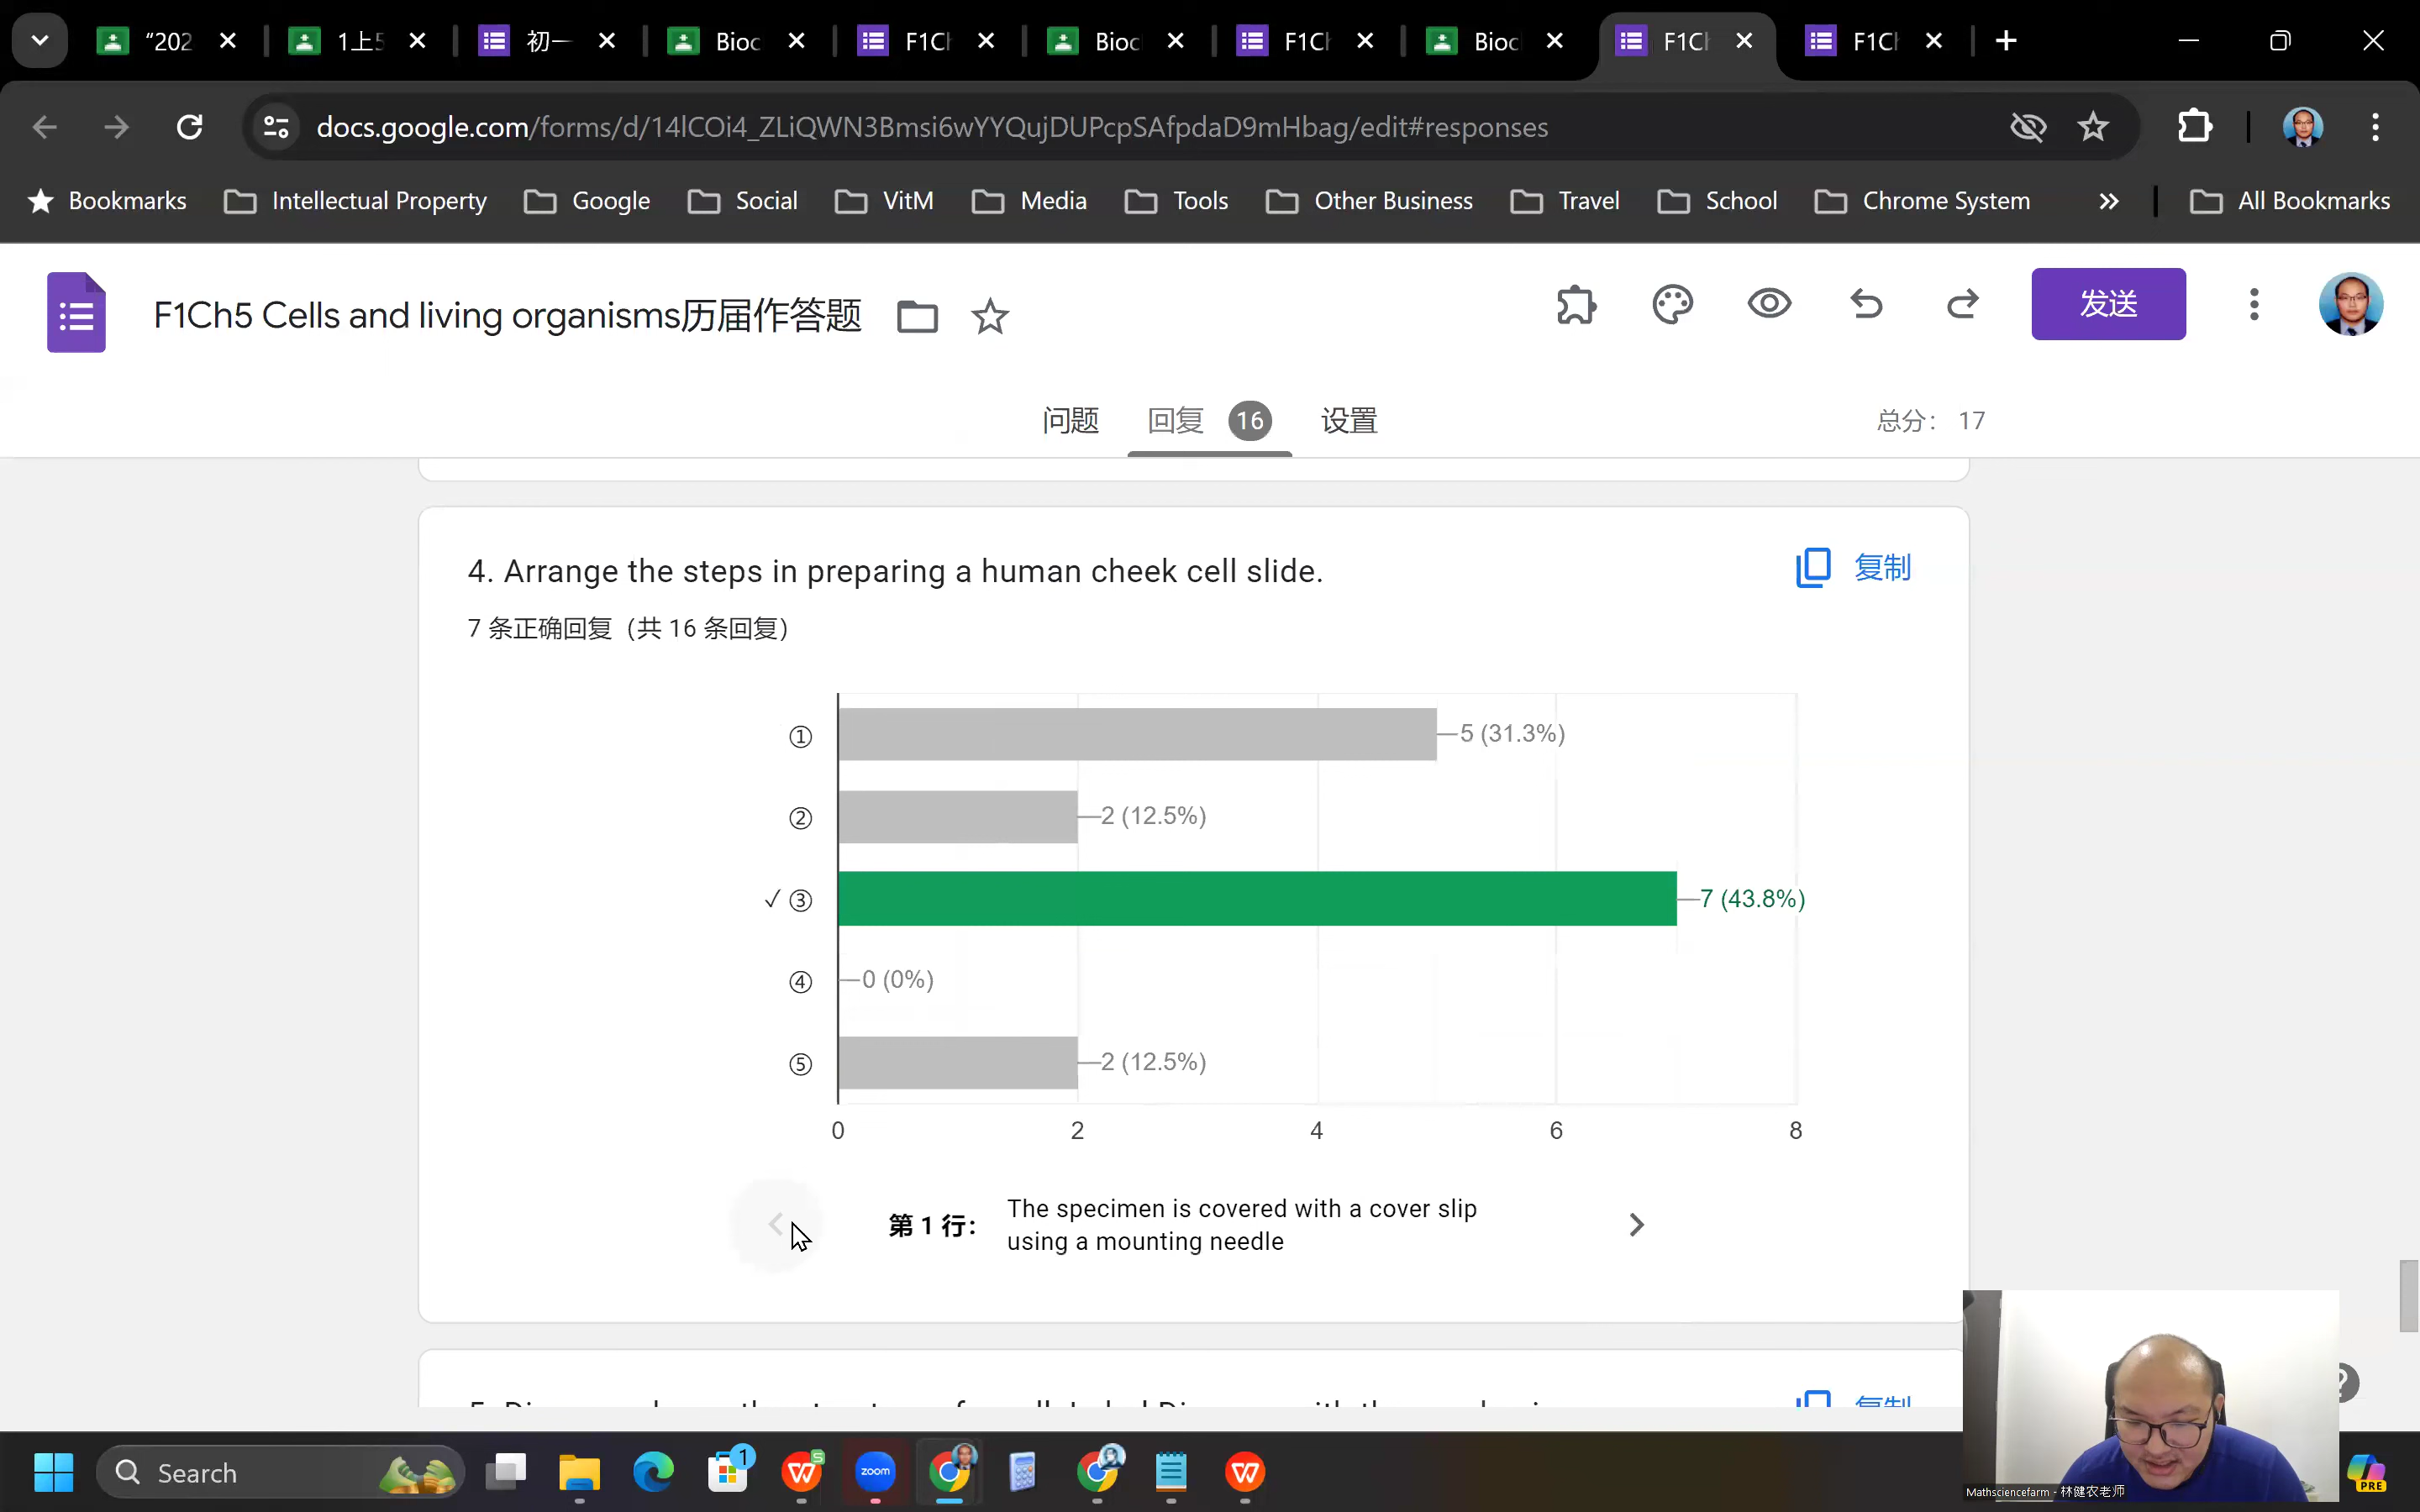 “202
1上5
初一
Bioc
F1Cl
Bioc
F1Cl
Bioc
F1Cl
F1Cl
docs.google.com/forms/d/14lCOi4_ZLiQWN3Bmsi6wYYQujDUPcpSAfpdaD9mHbag/edit#responses
Bookmarks
Intellectual Property
Google
Social
VitM
Media
Tools
Other Business
Travel
School
Chrome System
All Bookmarks
F1Ch5 Cells and living organisms历届作答题
发送
问题
回复 16
设置
总分： 17
4. Arrange the steps in preparing a human cheek cell slide.
复制
7 条正确回复（共 16 条回复）
① 5 (31.3%)
② 2 (12.5%)
✓ ③ 7 (43.8%)
④ 0 (0%)
⑤ 2 (12.5%)
0 2 4 6 8
第 1 行：
The specimen is covered with a cover slip
using a mounting needle
复制
Search
1
zoom
PRE
Mathsciencefarm - 林健农老师